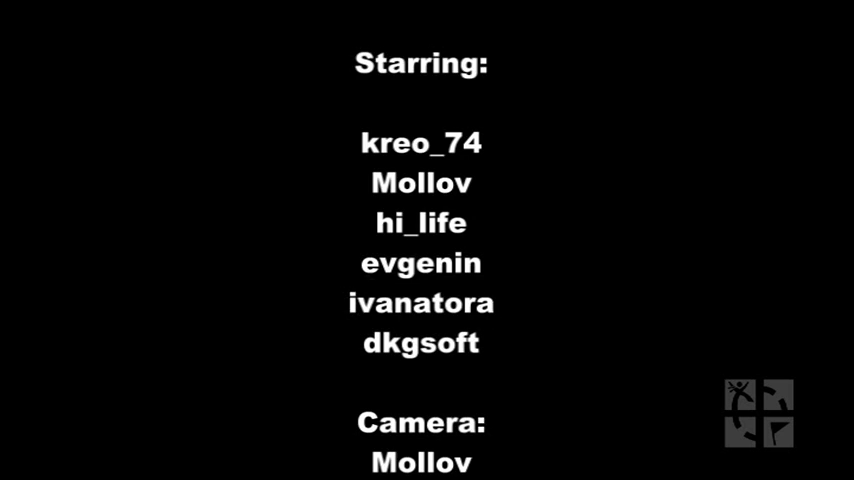 Starring:
kreo_74
Mollov
hi_life
evgenin
ivanatora
dkgsoft
Camera:
Mollov